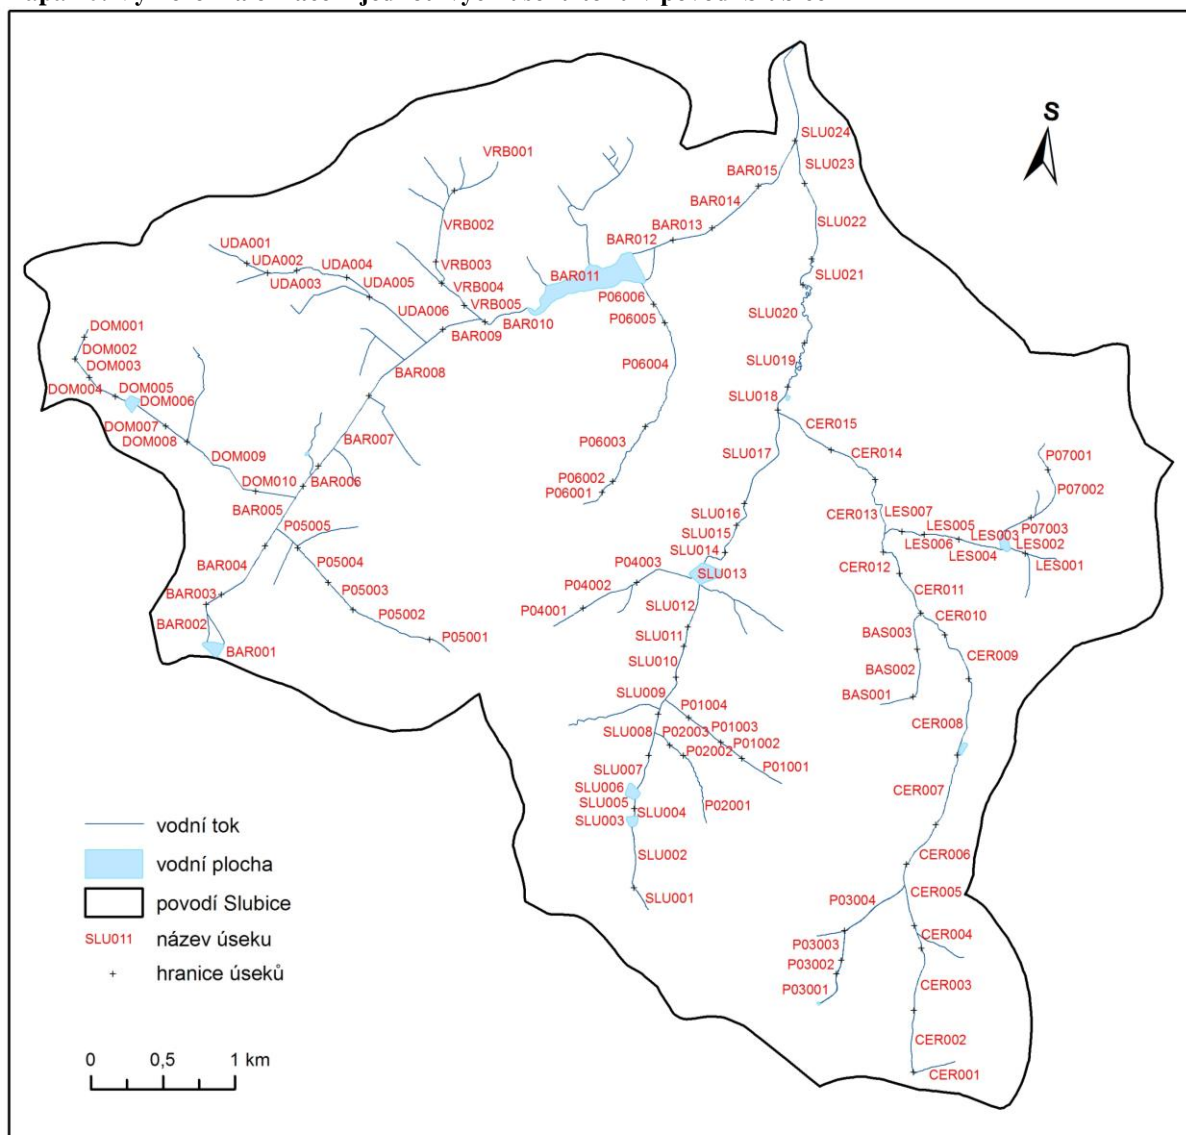 S
SLU024
VRB001
SLU023
BAR015
BAR014
SLU022
VRB002
BAR013
BAR012
UDA001
UDA002
UDA004
VRB003
SLU021
BAR011
UDA003
UDA005
VRB004
P06006
VRB005
UDA006
BAR010
P06005
SLU020
DOM001
BAR009
DOM002
SLU019
DOM003
P06004
BAR008
DOM004
DOM005
DOM006
SLU018
DOM007
CER015
DOM008
BAR007
P06003
SLU017
DOM009
CER014
P07001
DOM010
BAR006
P06002
P06001
P07002
BAR005
SLU016
CER013
LES007
P05005
SLU015
LES005
P07003
LES003
LES006
LES002
SLU014
LES004
BAR004
P05004
P04003
CER012
LES001
SLU013
P05003
P04002
CER011
BAR003
SLU012
P04001
P05002
CER010
BAR002
BAS003
P05001
SLU011
BAR001
CER009
SLU010
BAS002
SLU009
BAS001
P01004
CER008
SLU008
P01003
P02003
P01002
P02002
SLU007
P01001
SLU006
P02001
CER007
SLU005
SLU004
SLU003
vodní tok
SLU002
vodní plocha
CER006
SLU001
CER005
povodí Slubice
P03004
SLU011 název úseku
CER004
P03003
hranice úseků
P03002
CER003
P03001
CER002
0 0,5 1 km
CER001